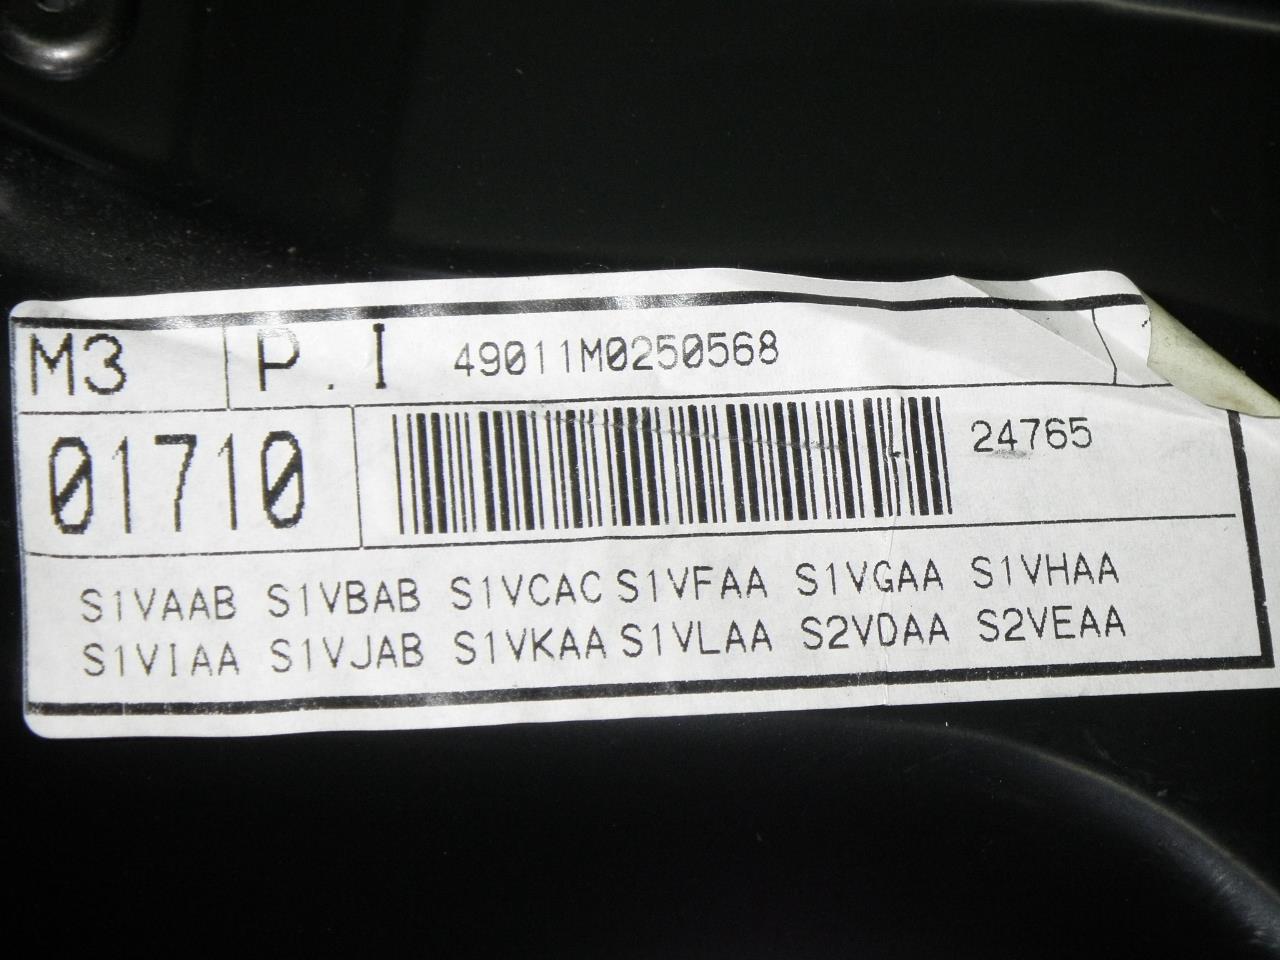 M3 P.I 49011M0250568
01710 24765
S1VAAB S1VBAB S1VCAC S1VFAA S1VGAA S1VHAA
S1VIAA S1VJAB S1VKAA S1VLAA S2VDAA S2VEAA